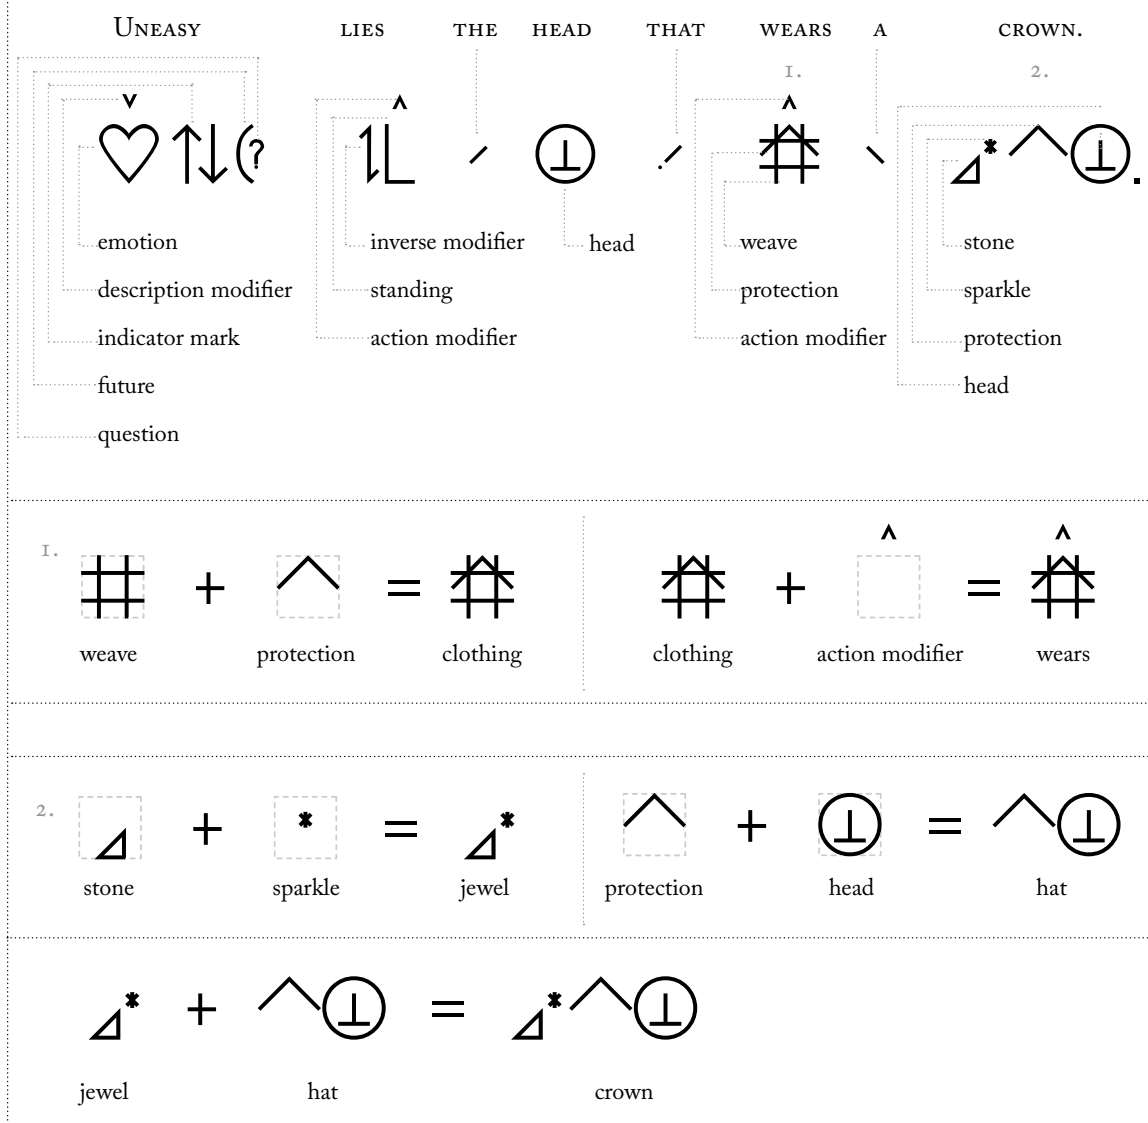 Uneasy lies the head that wears a crown.
1. 2.
emotion inverse modifier head weave stone
description modifier standing protection sparkle
indicator mark action modifier action modifier protection
future head
question
1.
+ = + =
weave protection clothing clothing action modifier wears
2.
+ = + =
stone sparkle jewel protection head hat
+ =
jewel hat crown